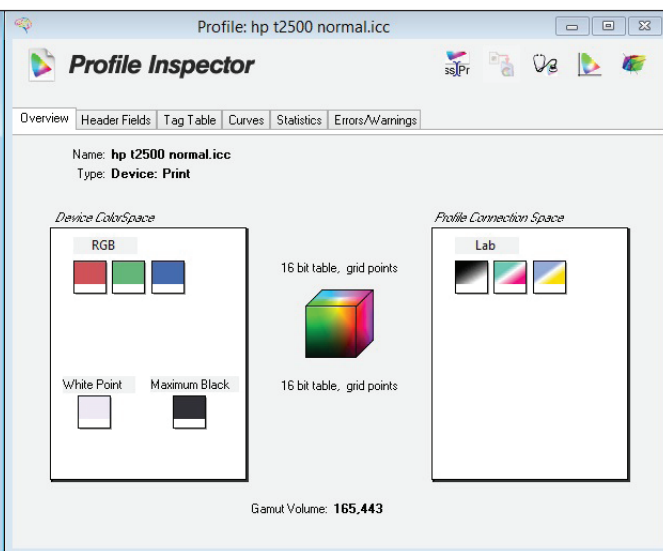 Profile: hp t2500 normal.icc
Profile Inspector
Overview Header Fields Tag Table Curves Statistics Errors/Warnings
Name: hp t2500 normal.icc
Type: Device: Print
Device ColorSpace
Profile Connection Space
RGB
Lab
16 bit table, grid points
White Point Maximum Black
16 bit table, grid points
Gamut Volume: 165,443